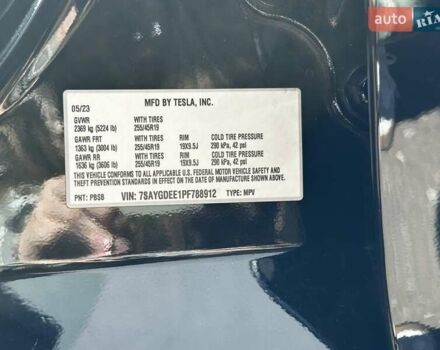 auto RIA
05/23 MFD BY TESLA, INC.
GVWR WITH TIRES
2369 kg (5224 lb) 255/45R19
GAWR FRT WITH TIRES RIM COLD TIRE PRESSURE
1363 kg (3004 lb) 255/45R19 19X9.5J 290 kPa, 42 psi
GAWR RR WITH TIRES RIM COLD TIRE PRESSURE
1636 kg (3606 lb) 255/45R19 19X9.5J 290 kPa, 42 psi
THIS VEHICLE CONFORMS TO ALL APPLICABLE U.S. FEDERAL MOTOR VEHICLE SAFETY
AND THEFT PREVENTION STANDARDS IN EFFECT ON THE DATE OF MANUFACTURE SHOWN ABOVE.
PNT: PBSB VIN: 7SAYGDEE1PF788912 TYPE: MPV